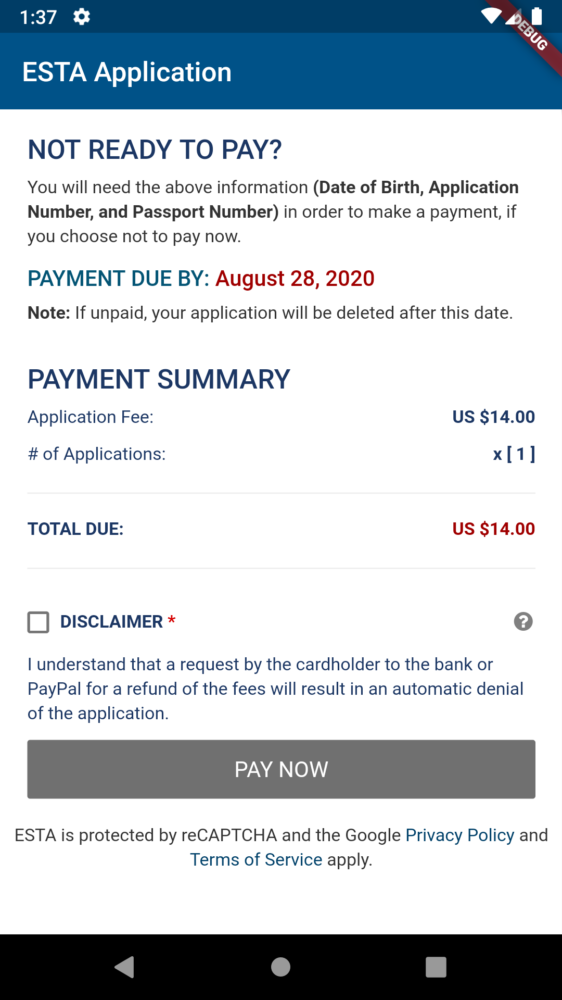 1:37
DEBUG
ESTA Application
NOT READY TO PAY?
You will need the above information (Date of Birth, Application
Number, and Passport Number) in order to make a payment, if
you choose not to pay now.
PAYMENT DUE BY: August 28, 2020
Note: If unpaid, your application will be deleted after this date.
PAYMENT SUMMARY
Application Fee: US $14.00
# of Applications: x [ 1 ]
TOTAL DUE: US $14.00
DISCLAIMER *
I understand that a request by the cardholder to the bank or
PayPal for a refund of the fees will result in an automatic denial
of the application.
PAY NOW
ESTA is protected by reCAPTCHA and the Google Privacy Policy and
Terms of Service apply.